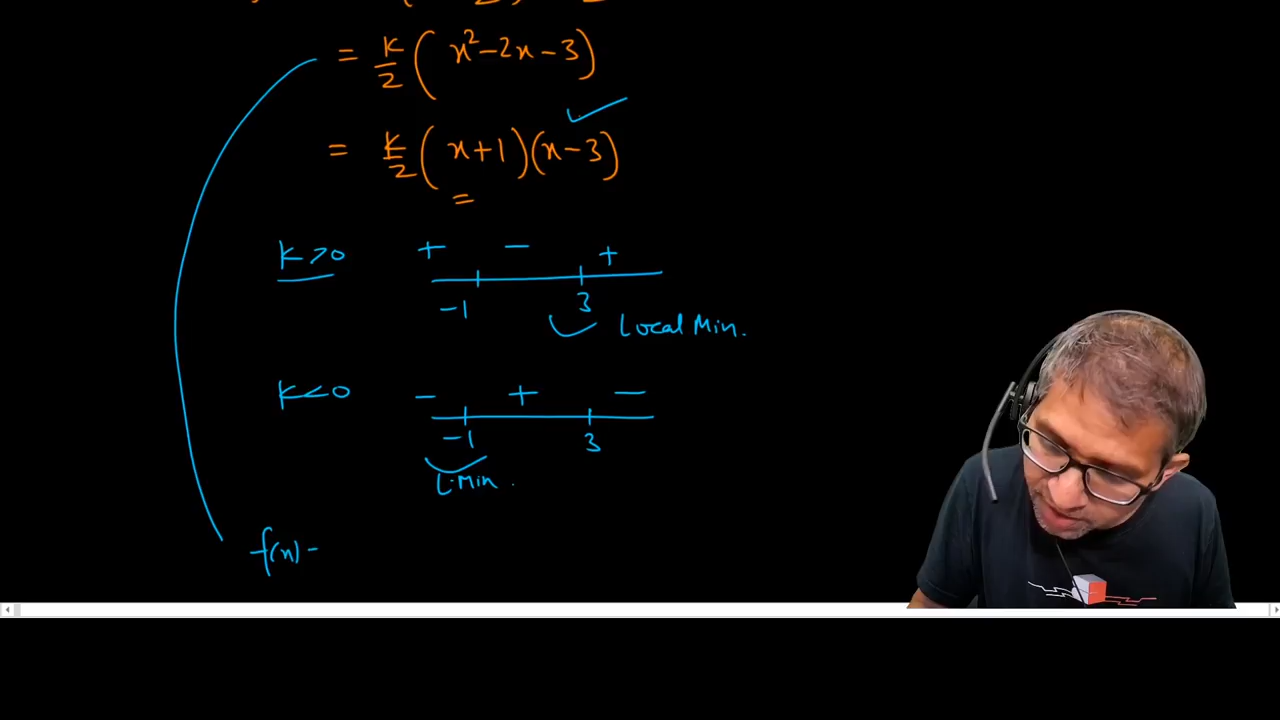 = k/2 ( x²-2x-3)
= k/2 ( x+1)(x-3)
=
k>0 + - +
-1 3
Local Min.
k<0 - + -
-1 3
L.Min.
f(x)-